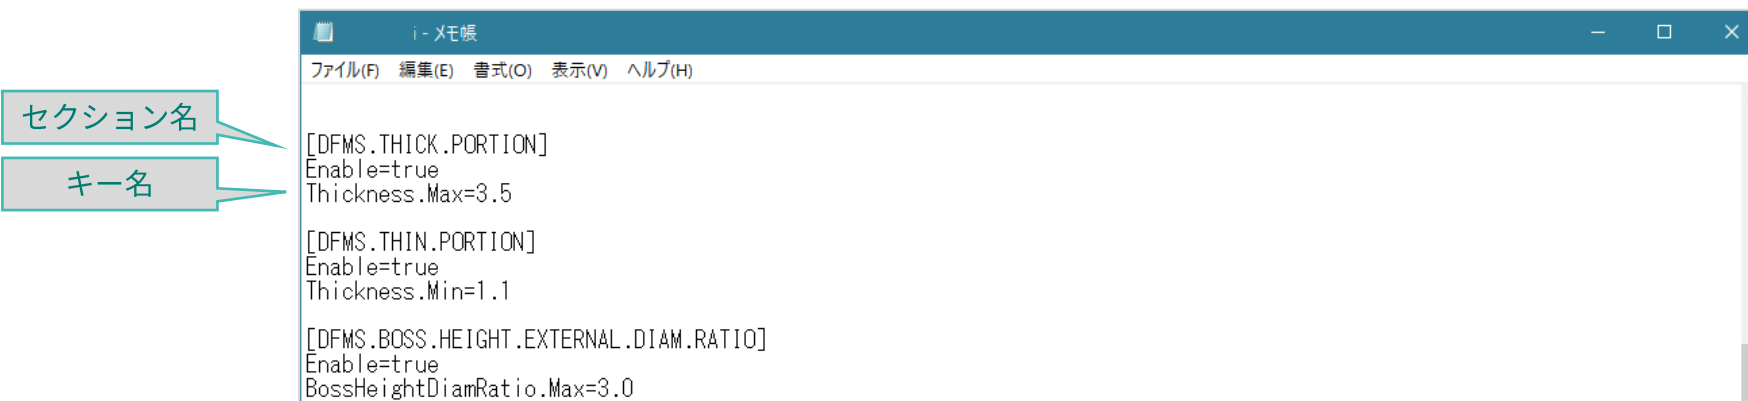 i - メモ帳
ファイル(F) 編集(E) 書式(O) 表示(V) ヘルプ(H)
セクション名
[DFMS.THICK.PORTION]
Enable=true
キー名
Thickness.Max=3.5
[DFMS.THIN.PORTION]
Enable=true
Thickness.Min=1.1
[DFMS.BOSS.HEIGHT.EXTERNAL.DIAM.RATIO]
Enable=true
BossHeightDiamRatio.Max=3.0